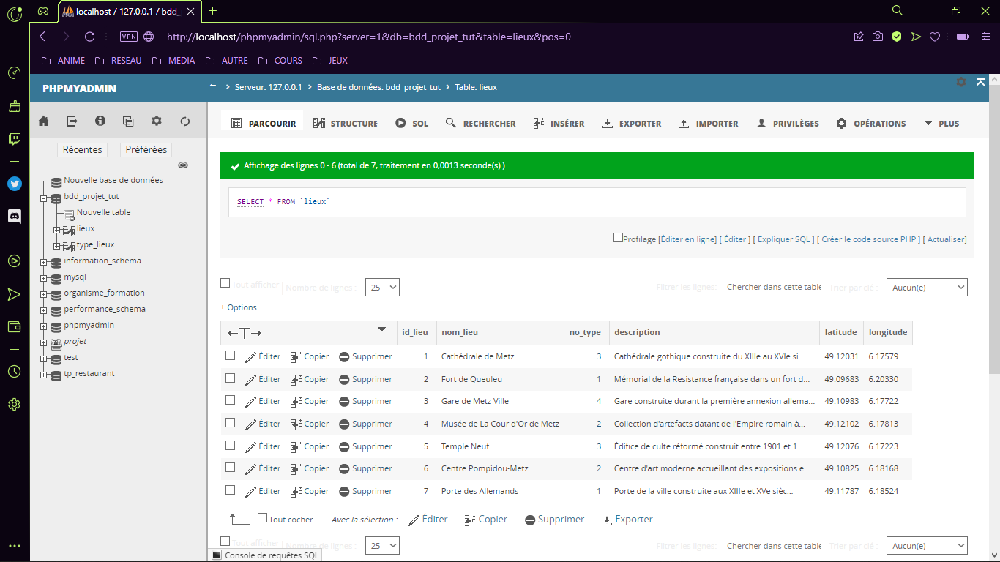 localhost / 127.0.0.1 / bdd_
VPN http://localhost/phpmyadmin/sql.php?server=1&db=bdd_projet_tut&table=lieux&pos=0
ANIME RESEAU MEDIA AUTRE COURS JEUX
PHPMYADMIN
Récentes Préférées
Nouvelle base de données
bdd_projet_tut
Nouvelle table
lieux
type_lieux
information_schema
mysql
organisme_formation
performance_schema
phpmyadmin
projet
test
tp_restaurant
← Serveur: 127.0.0.1 Base de données: bdd_projet_tut Table: lieux
PARCOURIR STRUCTURE SQL RECHERCHER INSÉRER EXPORTER IMPORTER PRIVILÈGES OPÉRATIONS PLUS
Affichage des lignes 0 - 6 (total de 7, traitement en 0,0013 seconde(s).)
SELECT * FROM `lieux`
Profilage [Éditer en ligne] [ Éditer ] [ Expliquer SQL ] [ Créer le code source PHP ] [ Actualiser]
Tout afficher | Nombre de lignes : 25 Filtrer les lignes: Chercher dans cette table Trier par clé : Aucun(e)
+ Options
←T→ id_lieu nom_lieu no_type description latitude longitude
Éditer Copier Supprimer 1 Cathédrale de Metz 3 Cathédrale gothique construite du XIIIe au XVIe si... 49.12031 6.17579
Éditer Copier Supprimer 2 Fort de Queuleu 1 Mémorial de la Resistance française dans un fort d... 49.09683 6.20330
Éditer Copier Supprimer 3 Gare de Metz Ville 4 Gare construite durant la première annexion allema... 49.10983 6.17722
Éditer Copier Supprimer 4 Musée de La Cour d'Or de Metz 2 Collection d'artefacts datant de l'Empire romain à... 49.12102 6.17813
Éditer Copier Supprimer 5 Temple Neuf 3 Édifice de culte réformé construit entre 1901 et 1... 49.12076 6.17223
Éditer Copier Supprimer 6 Centre Pompidou-Metz 2 Centre d'art moderne accueillant des expositions e... 49.10825 6.18168
Éditer Copier Supprimer 7 Porte des Allemands 1 Porte de la ville construite aux XIIIe et XVe sièc... 49.11787 6.18524
Tout cocher Avec la sélection : Éditer Copier Supprimer Exporter
Tout afficher | Nombre de lignes : 25 Filtrer les lignes: Chercher dans cette table Trier par clé : Aucun(e)
Console de requêtes SQL